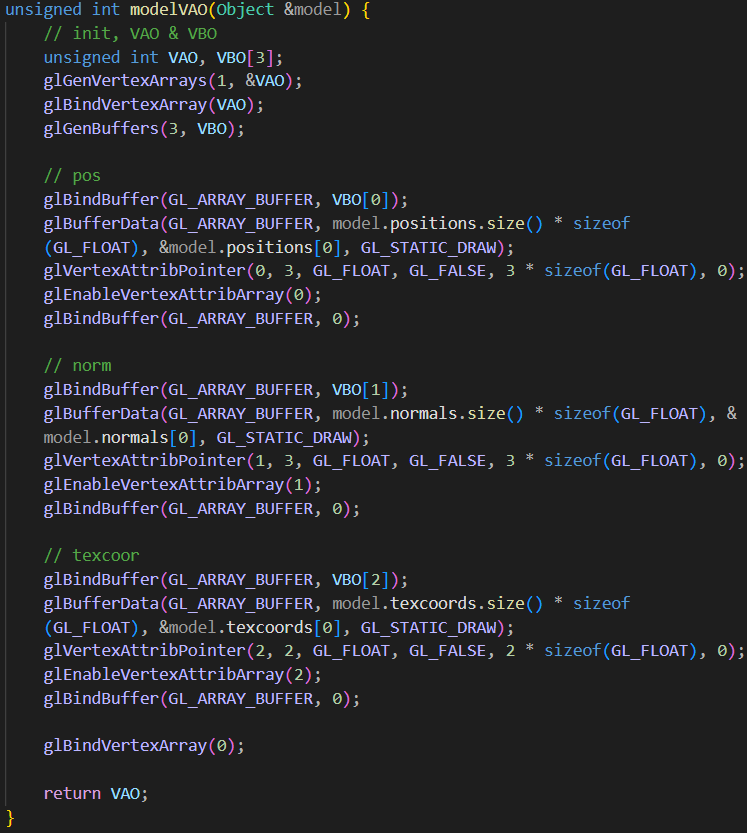 unsigned int modelVAO(Object &model) {
    // init, VAO & VBO
    unsigned int VAO, VBO[3];
    glGenVertexArrays(1, &VAO);
    glBindVertexArray(VAO);
    glGenBuffers(3, VBO);

    // pos
    glBindBuffer(GL_ARRAY_BUFFER, VBO[0]);
    glBufferData(GL_ARRAY_BUFFER, model.positions.size() * sizeof
    (GL_FLOAT), &model.positions[0], GL_STATIC_DRAW);
    glVertexAttribPointer(0, 3, GL_FLOAT, GL_FALSE, 3 * sizeof(GL_FLOAT), 0);
    glEnableVertexAttribArray(0);
    glBindBuffer(GL_ARRAY_BUFFER, 0);

    // norm
    glBindBuffer(GL_ARRAY_BUFFER, VBO[1]);
    glBufferData(GL_ARRAY_BUFFER, model.normals.size() * sizeof(GL_FLOAT), &
    model.normals[0], GL_STATIC_DRAW);
    glVertexAttribPointer(1, 3, GL_FLOAT, GL_FALSE, 3 * sizeof(GL_FLOAT), 0);
    glEnableVertexAttribArray(1);
    glBindBuffer(GL_ARRAY_BUFFER, 0);

    // texcoor
    glBindBuffer(GL_ARRAY_BUFFER, VBO[2]);
    glBufferData(GL_ARRAY_BUFFER, model.texcoords.size() * sizeof
    (GL_FLOAT), &model.texcoords[0], GL_STATIC_DRAW);
    glVertexAttribPointer(2, 2, GL_FLOAT, GL_FALSE, 2 * sizeof(GL_FLOAT), 0);
    glEnableVertexAttribArray(2);
    glBindBuffer(GL_ARRAY_BUFFER, 0);

    glBindVertexArray(0);

    return VAO;
}